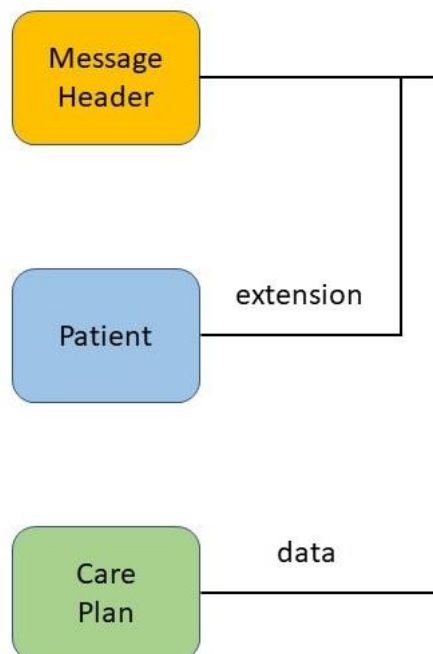 Message
Header
extension
Patient
data
Care
Plan